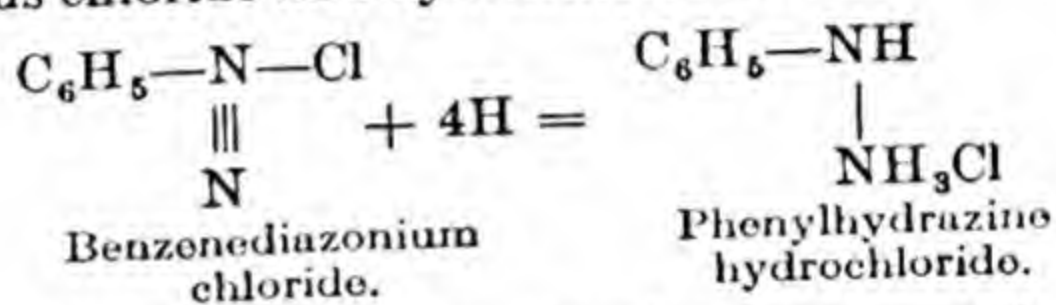 C₆H₅—N—Cl
|||
N
+ 4H =
C₆H₅—NH
|
NH₃Cl
Benzenediazonium
chloride.
Phenylhydrazine
hydrochloride.